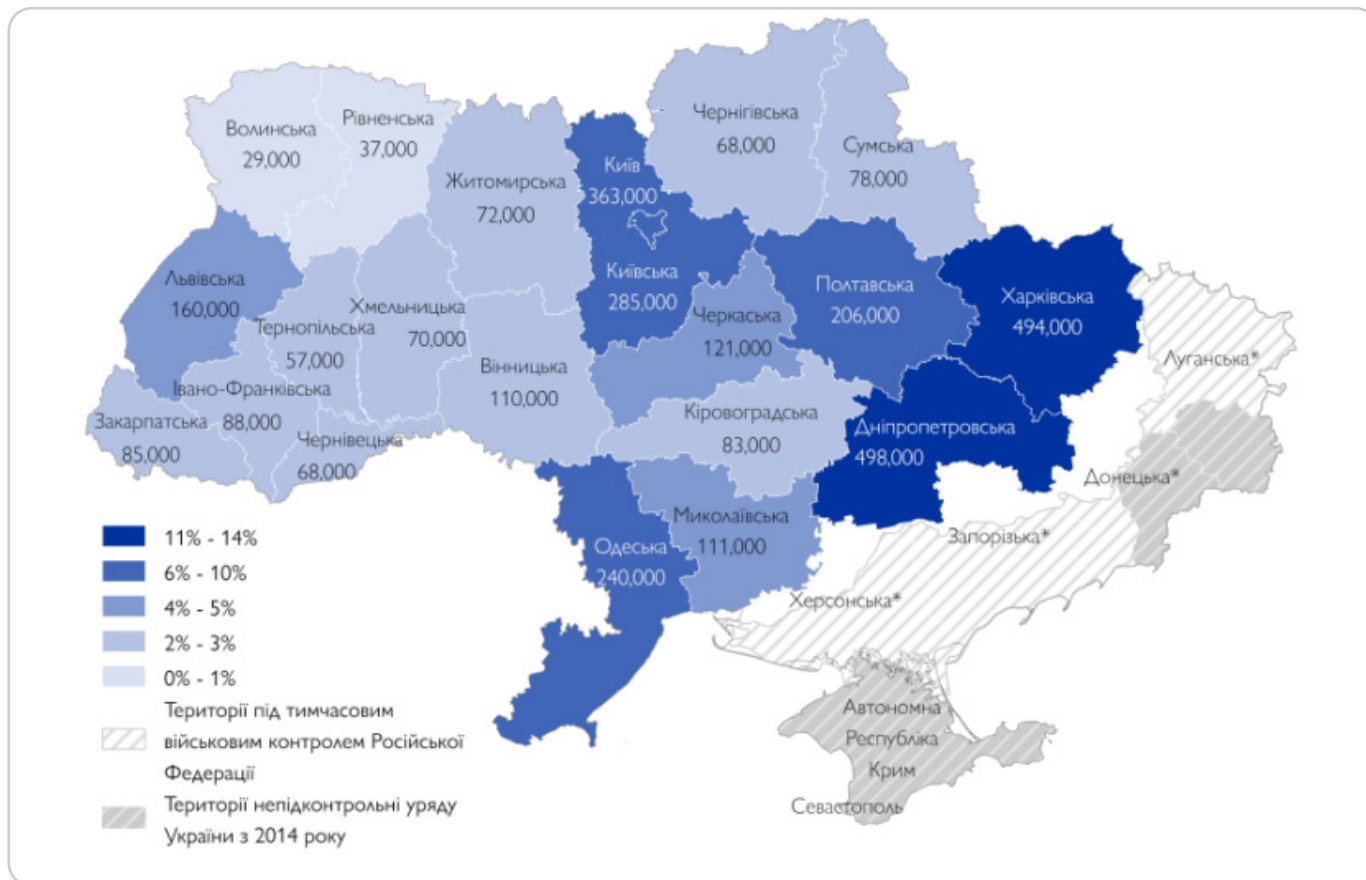 Волинська
29,000
Рівненська
37,000
Житомирська
72,000
Київ
363,000
Чернігівська
68,000
Сумська
78,000
Львівська
160,000
Тернопільська
57,000
Хмельницька
70,000
Київська
285,000
Черкаська
121,000
Полтавська
206,000
Харківська
494,000
Луганська*
Закарпатська
85,000
Івано-Франківська
88,000
Чернівецька
68,000
Вінницька
110,000
Кіровоградська
83,000
Дніпропетровська
498,000
Донецька*
Одеська
240,000
Миколаївська
111,000
Запорізька*
Херсонська*
Автономна
Республіка
Крим
Севастополь
11% - 14%
6% - 10%
4% - 5%
2% - 3%
0% - 1%
Території під тимчасовим
військовим контролем Російської
Федерації
Території непідконтрольні уряду
України з 2014 року